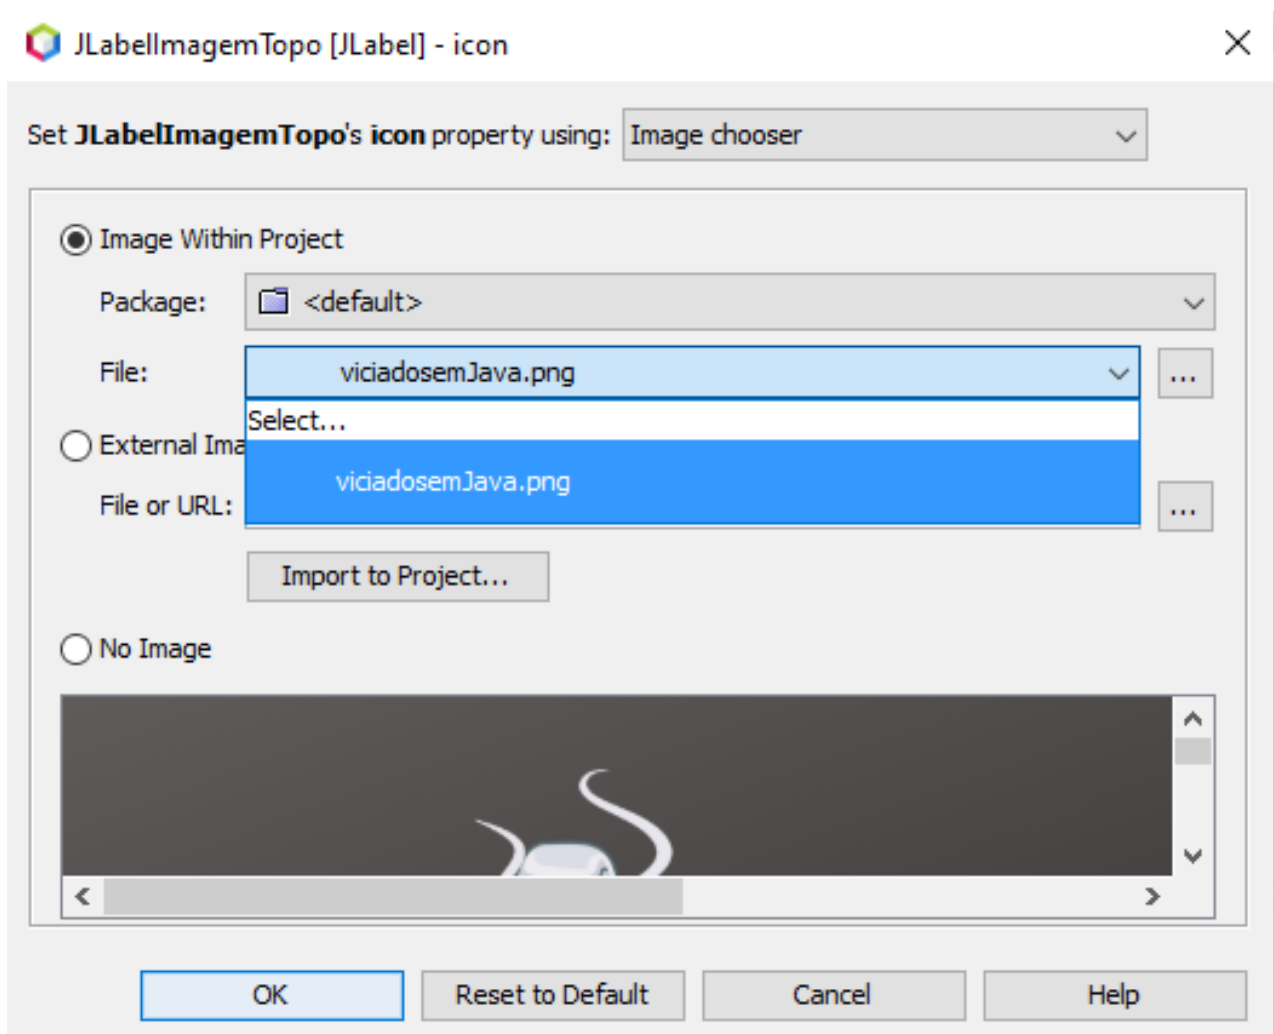 JLabelImagemTopo [JLabel] - icon
Set JLabelImagemTopo's icon property using: Image chooser
Image Within Project
Package: <default>
File: viciadosemJava.png ...
Select...
External Ima
viciadosemJava.png
File or URL: ...
Import to Project...
No Image
OK Reset to Default Cancel Help